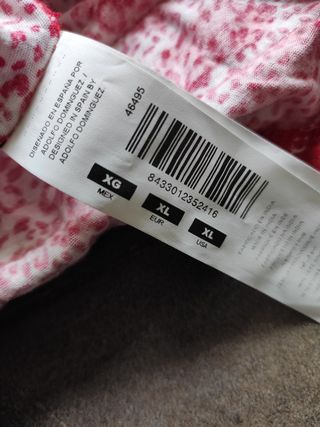 DISEÑADO EN ESPAÑA POR
ADOLFO DOMINGUEZ /
DESIGNED IN SPAIN BY
ADOLFO DOMINGUEZ
46495
8433012352416
XG
MEX
XL
EUR
XL
USA